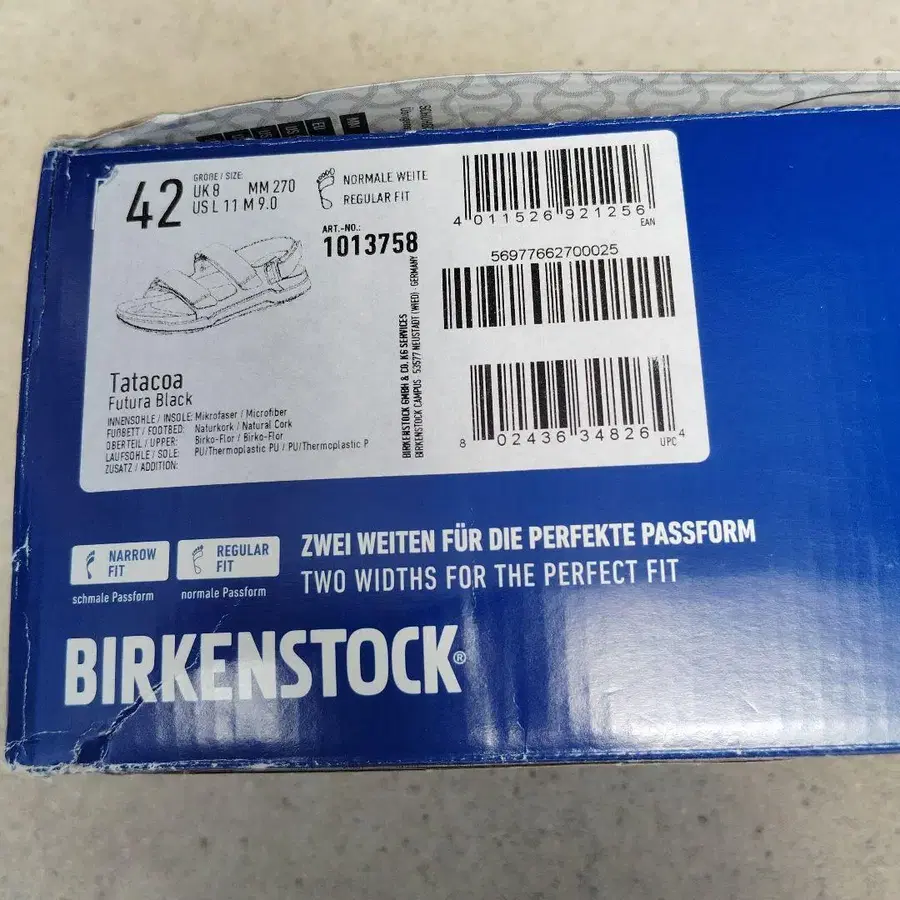 42
GRÖßE / SIZE
UK 8 MM 270
US L 11 M 9.0
NORMALE WEITE
REGULAR FIT
ART.-NO.:
1013758
4 011526 921256
EAN
56977662700025
8 02436 34826 4
UPC
BIRKENSTOCK GMBH & CO. KG SERVICES
BIRKENSTOCK CAMPUS · 53577 NEUSTADT (WIED) · GERMANY
Tatacoa
Futura Black
INNENSOHLE / INSOLE: Mikrofaser / Microfiber
FUßBETT / FOOTBED: Naturkork / Natural Cork
OBERTEIL / UPPER: Birko-Flor / Birko-Flor
LAUFSOHLE / SOLE: PU/Thermoplastic PU / PU/Thermoplastic P
ZUSATZ / ADDITION:
NARROW
FIT
schmale Passform
REGULAR
FIT
normale Passform
ZWEI WEITEN FÜR DIE PERFEKTE PASSFORM
TWO WIDTHS FOR THE PERFECT FIT
BIRKENSTOCK®